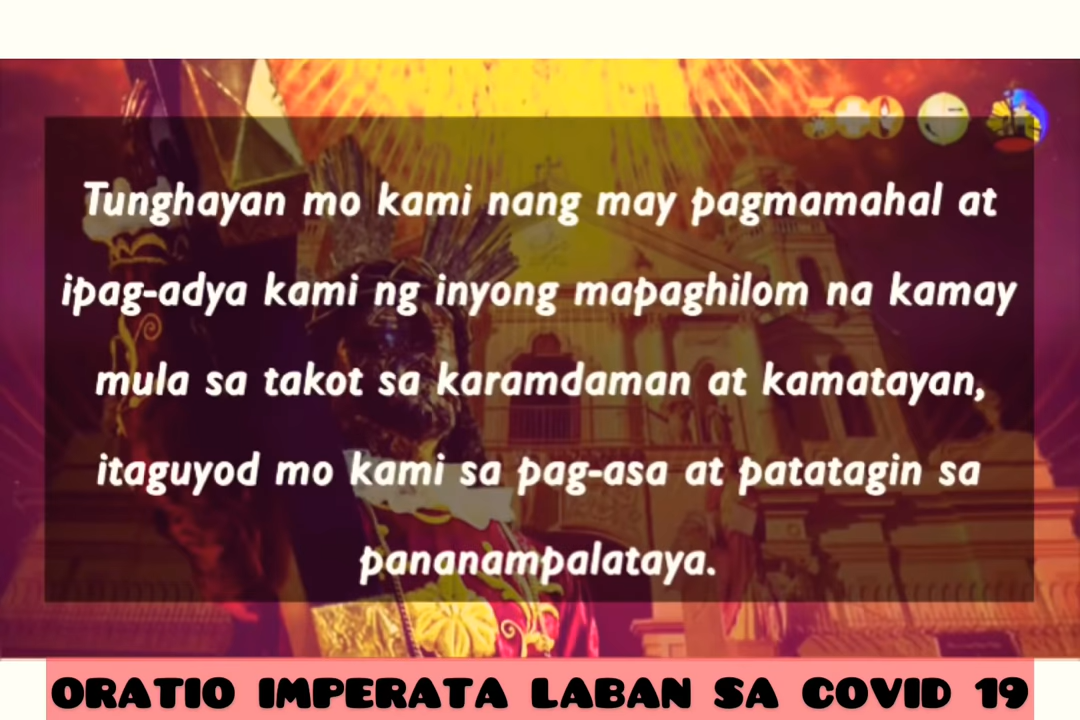 Tunghayan mo kami nang may pagmamahal at
ipag-adya kami ng inyong mapaghilom na kamay
mula sa takot sa karamdaman at kamatayan,
itaguyod mo kami sa pag-asa at patatagin sa
pananampalataya.
ORATIO IMPERATA LABAN SA COVID 19